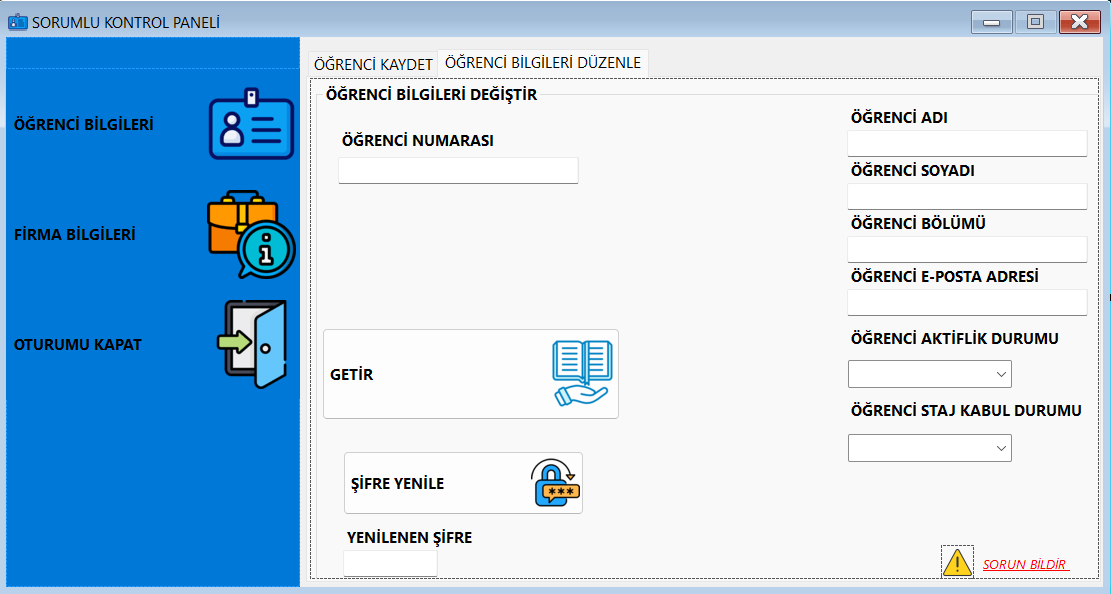 SORUMLU KONTROL PANELİ
ÖĞRENCİ BİLGİLERİ
FİRMA BİLGİLERİ
OTURUMU KAPAT
ÖĞRENCİ KAYDET
ÖĞRENCİ BİLGİLERİ DÜZENLE
ÖĞRENCİ BİLGİLERİ DEĞİŞTİR
ÖĞRENCİ NUMARASI
GETİR
ŞİFRE YENİLE
***
YENİLENEN ŞİFRE
ÖĞRENCİ ADI
ÖĞRENCİ SOYADI
ÖĞRENCİ BÖLÜMÜ
ÖĞRENCİ E-POSTA ADRESİ
ÖĞRENCİ AKTİFLİK DURUMU
ÖĞRENCİ STAJ KABUL DURUMU
SORUN BİLDİR